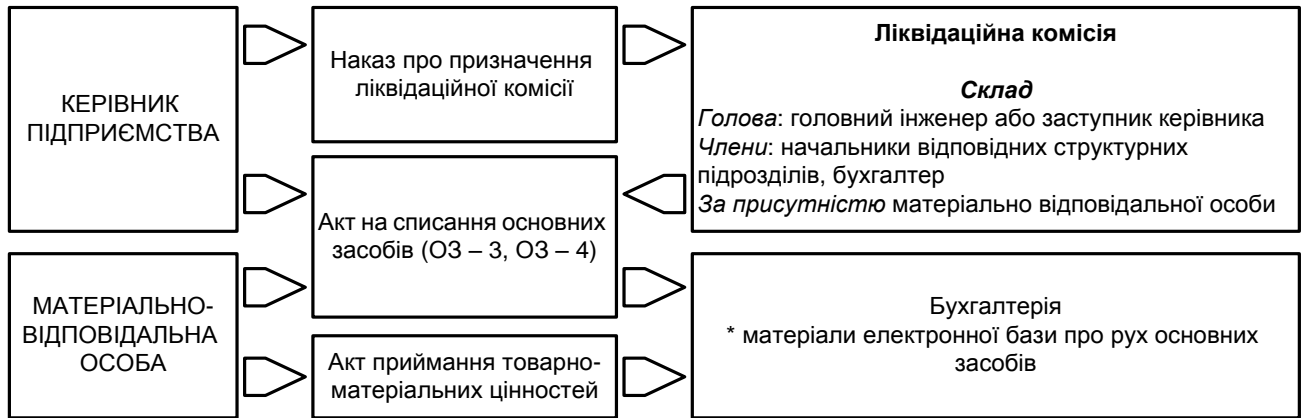 КЕРІВНИК
ПІДПРИЄМСТВА
Наказ про призначення
ліквідаційної комісії
Ліквідаційна комісія
Склад
Голова: головний інженер або заступник керівника
Члени: начальники відповідних структурних
підрозділів, бухгалтер
За присутністю матеріально відповідальної особи
Акт на списання основних
засобів (ОЗ – 3, ОЗ – 4)
МАТЕРІАЛЬНО-
ВІДПОВІДАЛЬНА
ОСОБА
Акт приймання товарно-
матеріальних цінностей
Бухгалтерія
* матеріали електронної бази про рух основних
засобів